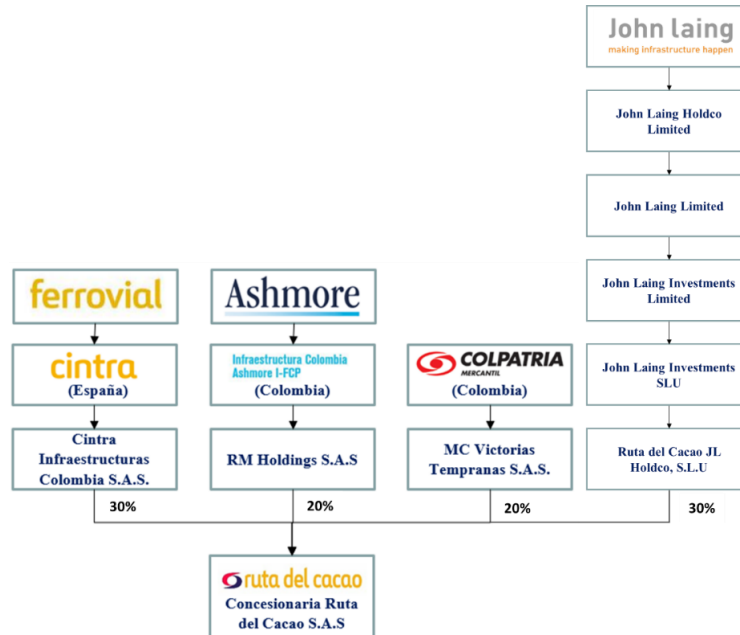 John laing
making infrastructure happen
John Laing Holdco
Limited
John Laing Limited
John Laing Investments
Limited
John Laing Investments
SLU
Ruta del Cacao JL
Holdco, S.L.U
30%
ferrovial
cintra
(España)
Cintra
Infraestructuras
Colombia S.A.S.
30%
Ashmore
Infraestructura Colombia
Ashmore I-FCP
(Colombia)
RM Holdings S.A.S
20%
COLPATRIA
MERCANTIL
(Colombia)
MC Victorias
Tempranas S.A.S.
20%
ruta del cacao
Concesionaria Ruta
del Cacao S.A.S